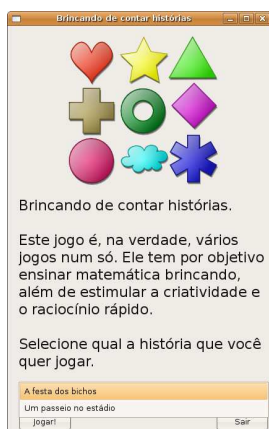 Brincando de contar histórias
Brincando de contar histórias.
Este jogo é, na verdade, vários
jogos num só. Ele tem por objetivo
ensinar matemática brincando,
além de estimular a criatividade e
o raciocínio rápido.
Selecione qual a história que você
quer jogar.
A festa dos bichos
Um passeio no estádio
Jogar!
Sair